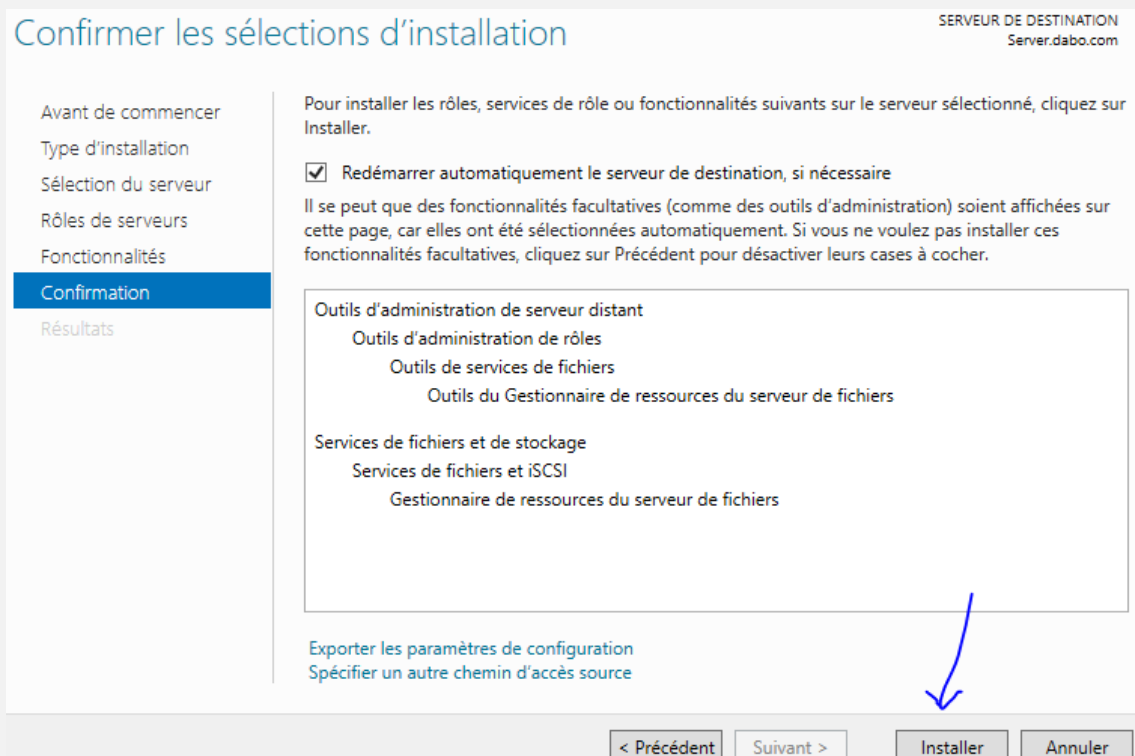 Confirmer les sélections d'installation
SERVEUR DE DESTINATION
Server.dabo.com
Avant de commencer
Type d'installation
Sélection du serveur
Rôles de serveurs
Fonctionnalités
Confirmation
Résultats
Pour installer les rôles, services de rôle ou fonctionnalités suivants sur le serveur sélectionné, cliquez sur
Installer.
Redémarrer automatiquement le serveur de destination, si nécessaire
Il se peut que des fonctionnalités facultatives (comme des outils d'administration) soient affichées sur
cette page, car elles ont été sélectionnées automatiquement. Si vous ne voulez pas installer ces
fonctionnalités facultatives, cliquez sur Précédent pour désactiver leurs cases à cocher.
Outils d'administration de serveur distant
Outils d'administration de rôles
Outils de services de fichiers
Outils du Gestionnaire de ressources du serveur de fichiers
Services de fichiers et de stockage
Services de fichiers et iSCSI
Gestionnaire de ressources du serveur de fichiers
Exporter les paramètres de configuration
Spécifier un autre chemin d'accès source
< Précédent
Suivant >
Installer
Annuler